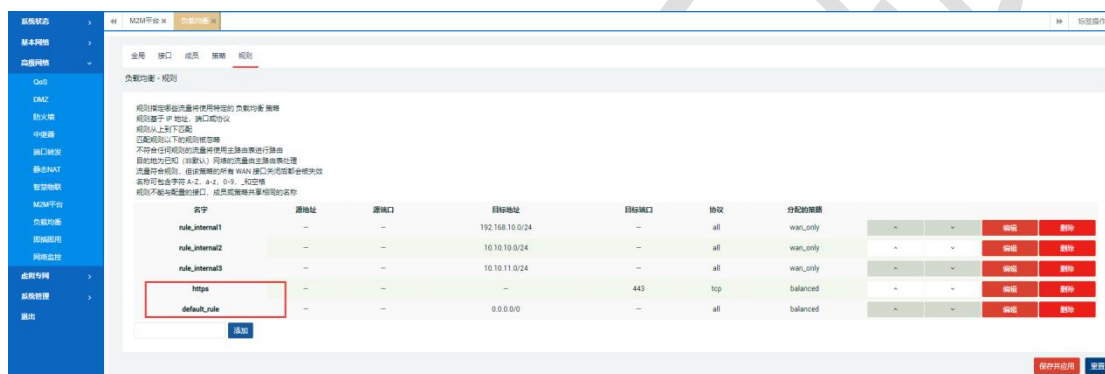 系统状态
基本网络
高级网络
QoS
DMZ
防火墙
中继器
端口转发
静态NAT
智慧物联
M2M平台
负载均衡
网络监控
虚拟专网
系统管理
退出
M2M平台
负载均衡
标签操作
全局 接口 成员 策略 规则
负载均衡 - 规则
规则指定哪些流量将使用特定的 负载均衡 策略
规则基于 IP 地址，端口或协议
规则从上到下匹配
匹配规则以下的规则被忽略
不符合任何规则的流量将使用主路由表进行路由
目的地为已知（非默认）网络的流量由主路由表处理
流量符合规则，但该策略的所有 WAN 接口关闭后都会被失效
名称可包含字符 A-Z，a-z，0-9，_和空格
规则不能与配置的接口，成员或策略共享相同的名称
名字 源地址 源端口 目标地址 目标端口 协议 分配的策略
rule_internal1 — — 192.168.10.0/24 — all wan_only 编辑 删除
rule_internal2 — — 10.10.10.0/24 — all wan_only 编辑 删除
rule_internal3 — — 10.10.11.0/24 — all wan_only 编辑 删除
https — — — 443 tcp balanced 编辑 删除
default_rule — — 0.0.0.0/0 — all balanced 编辑 删除
添加
保存并应用 重置